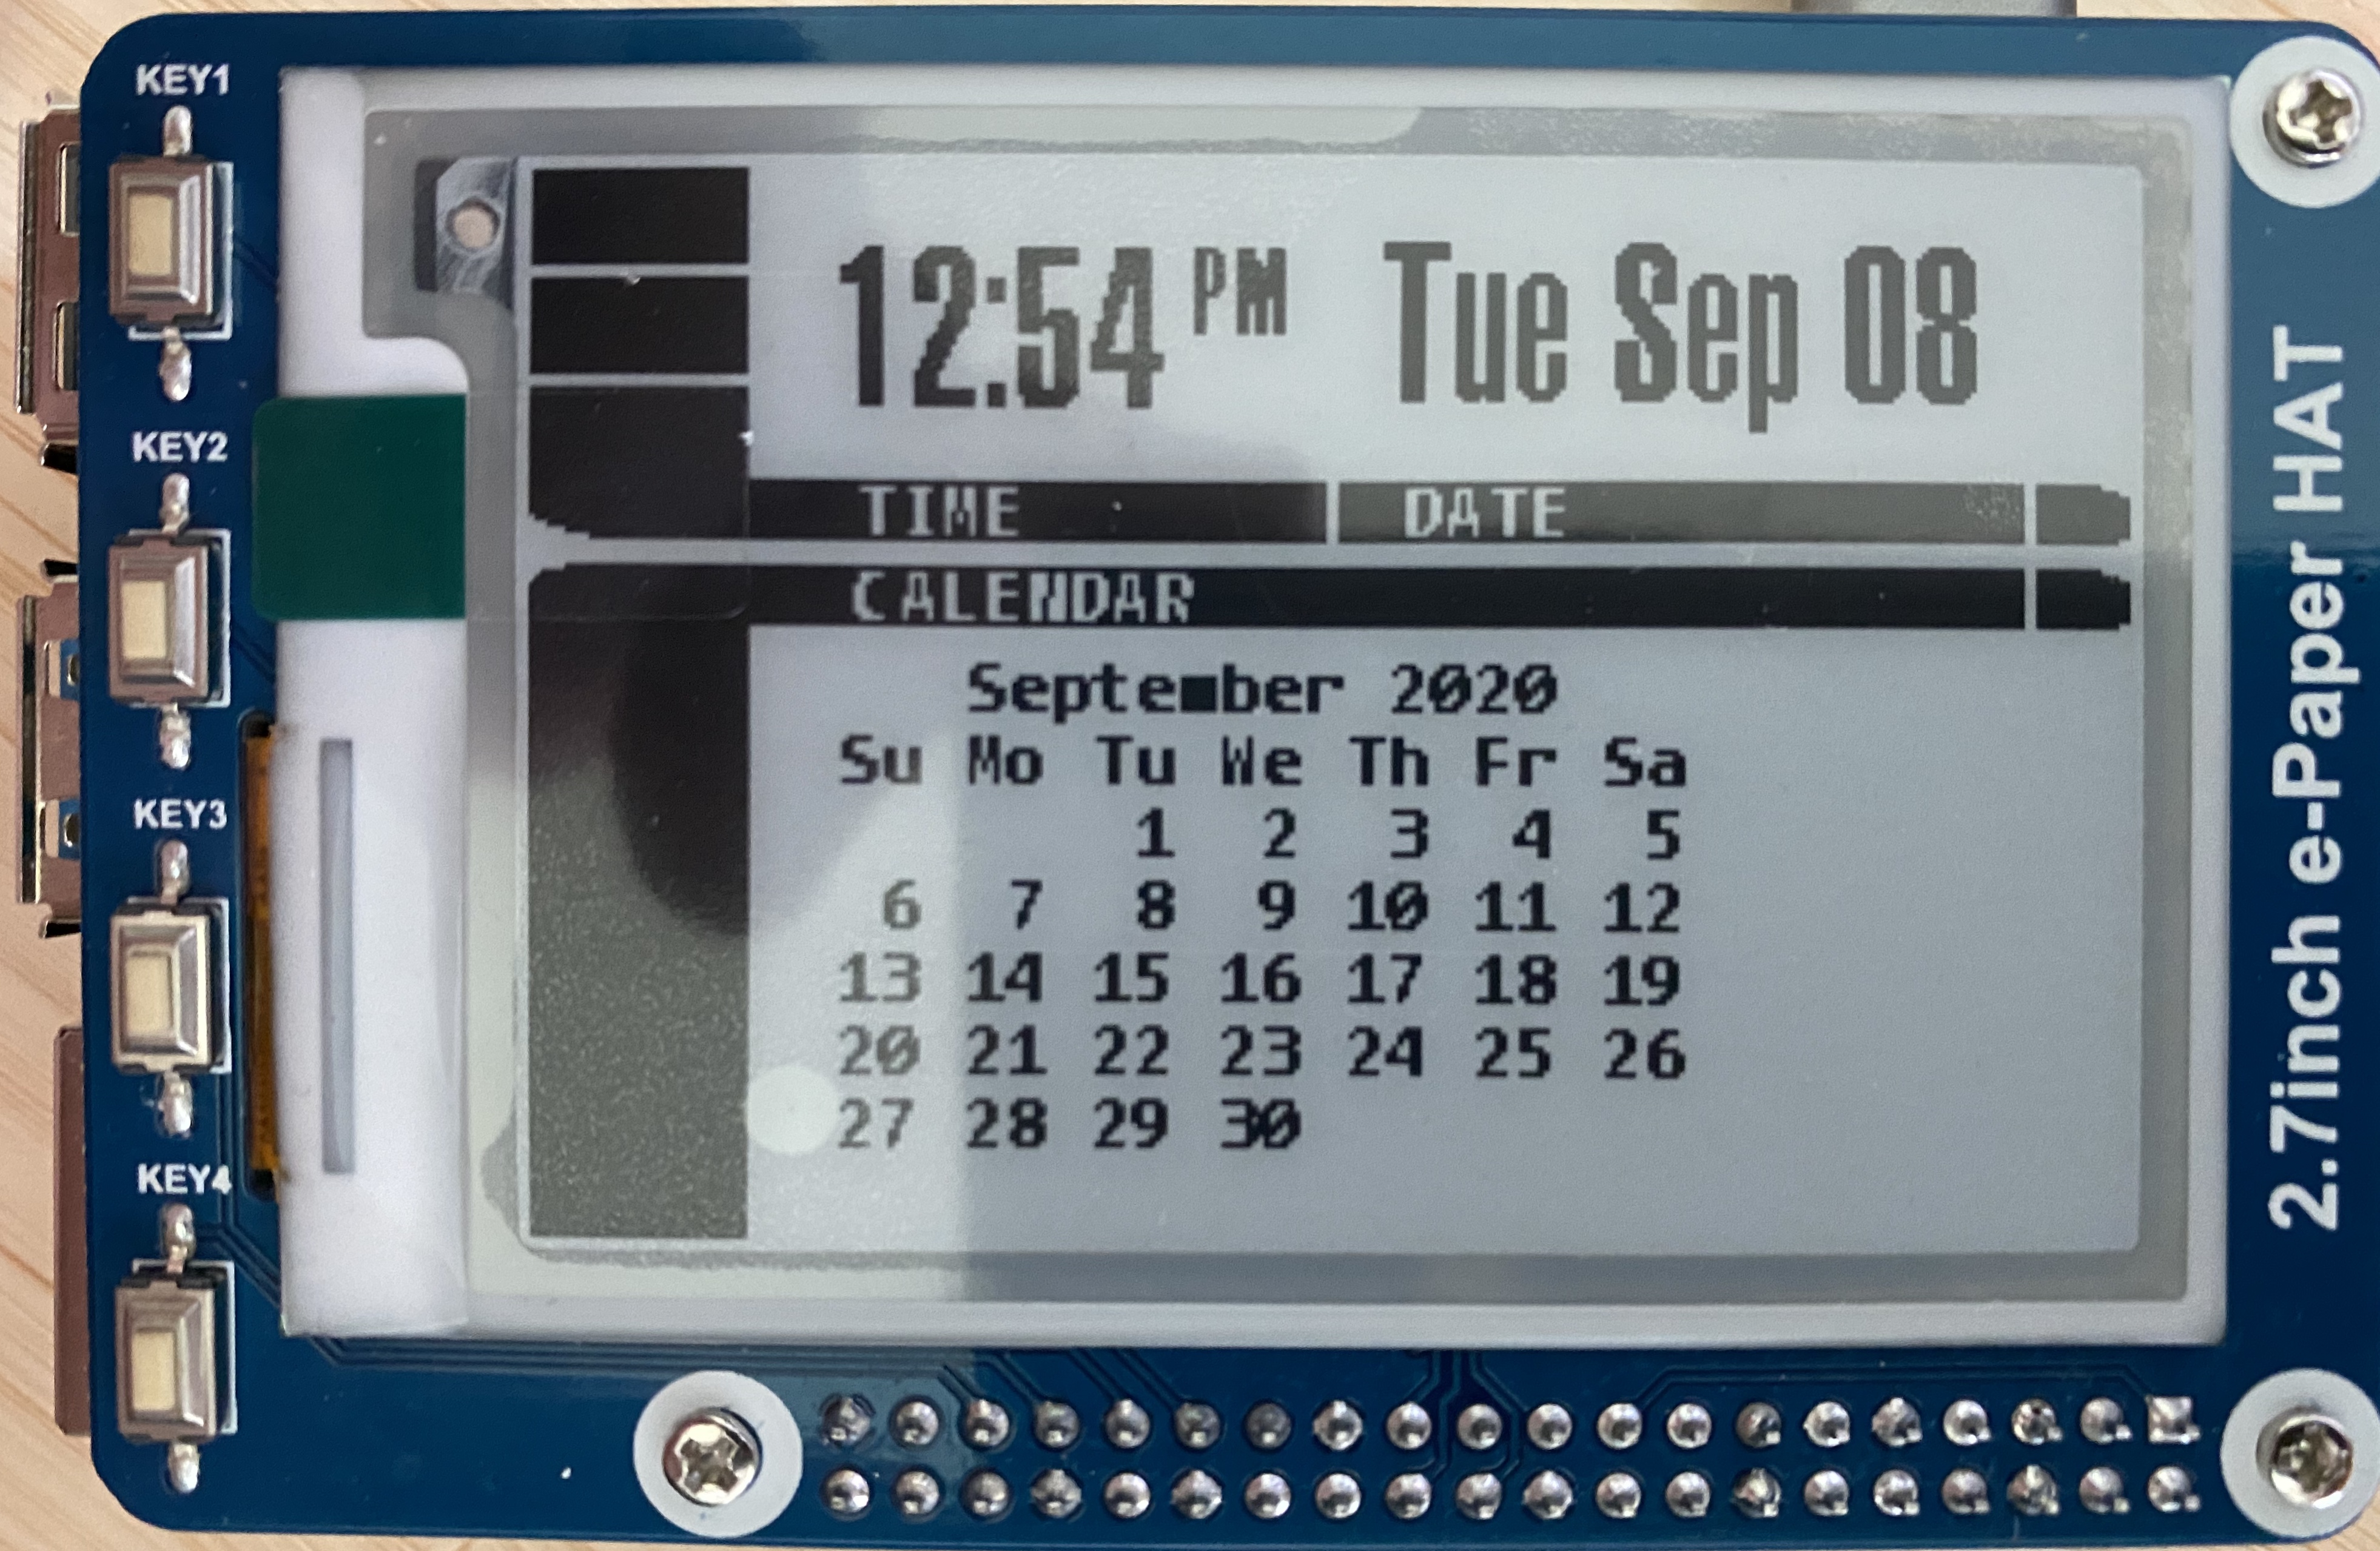 KEY1
KEY2
KEY3
KEY4
12:54 PM Tue Sep 08
TIME DATE
CALENDAR
September 2020
Su Mo Tu We Th Fr Sa
1 2 3 4 5
6 7 8 9 10 11 12
13 14 15 16 17 18 19
20 21 22 23 24 25 26
27 28 29 30
2.7inch e-Paper HAT